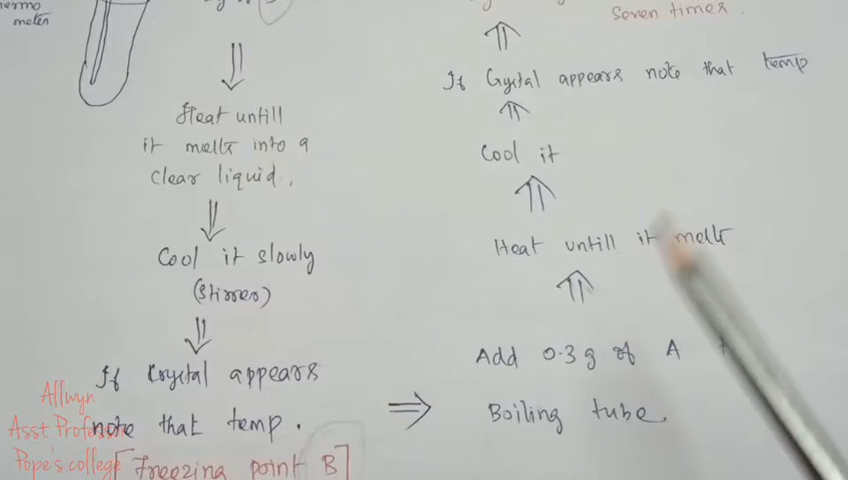 meter
Heat untill
it melts into a
clear liquid.
Cool it slowly
(Stirrer)
If Crystal appears
note that temp.
[Freezing point B]
Allwyn
Asst Professor
Pope's college
Seven times.
If Crystal appears note that temp
Cool it
Heat untill it melts
Add 0.3g of A
Boiling tube.